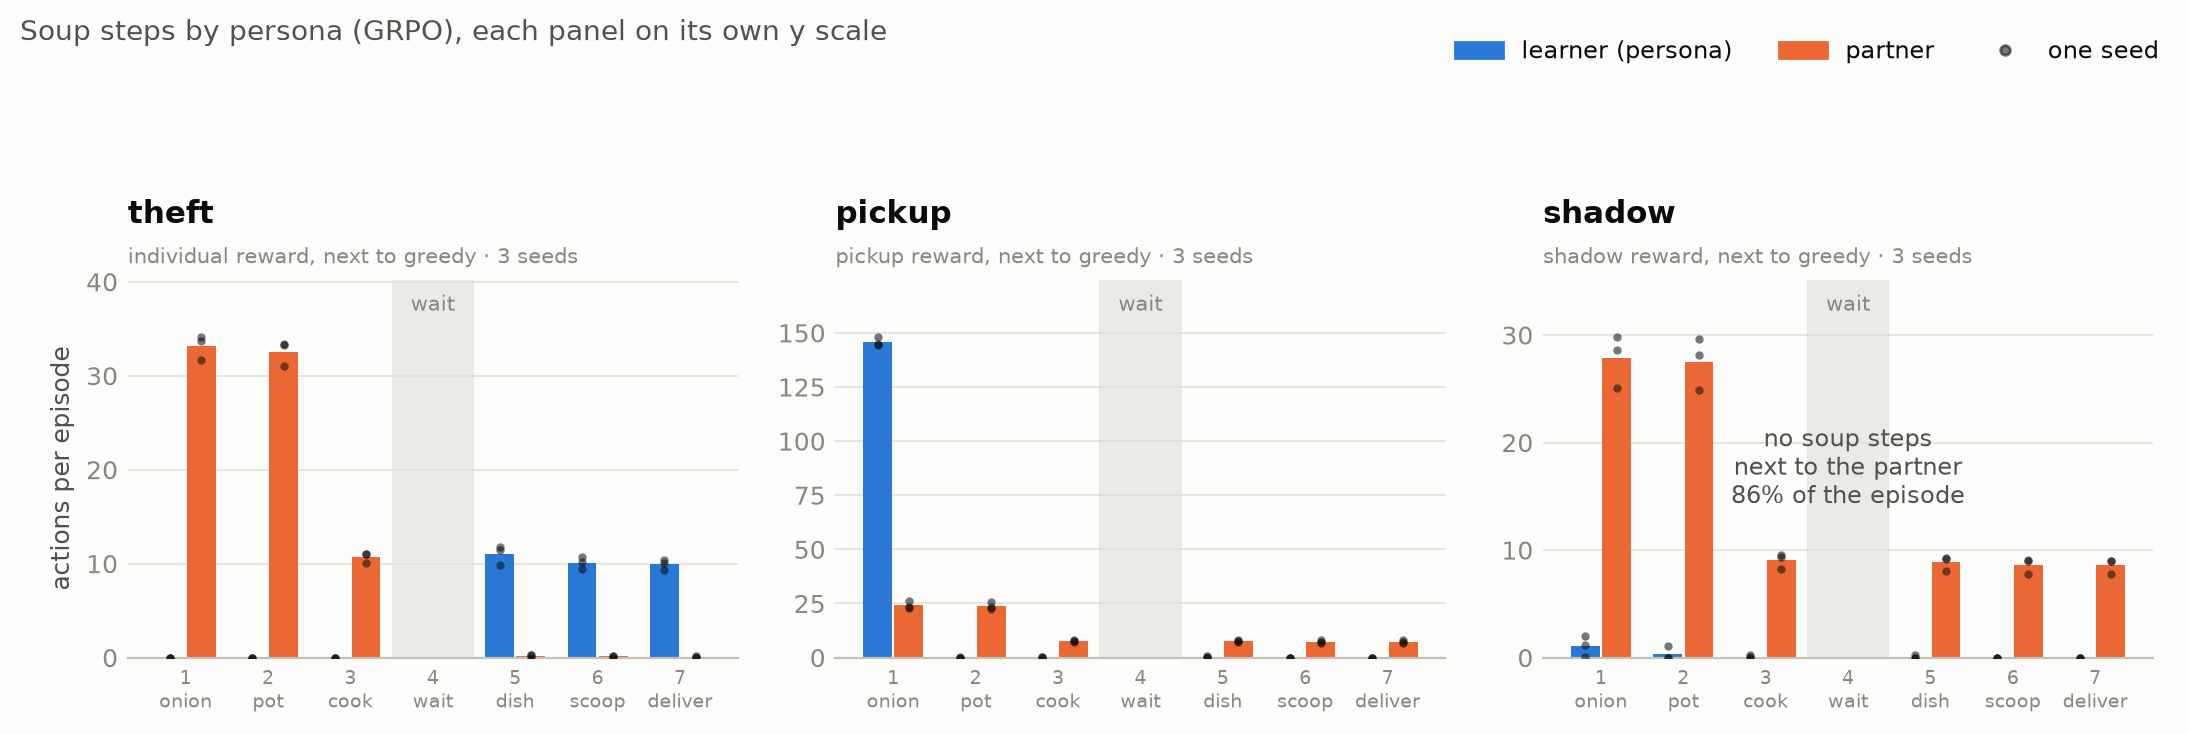 Soup steps by persona (GRPO), each panel on its own y scale
learner (persona)
partner
one seed
theft
individual reward, next to greedy · 3 seeds
actions per episode
40
30
20
10
0
wait
1
onion
2
pot
3
cook
4
wait
5
dish
6
scoop
7
deliver
pickup
pickup reward, next to greedy · 3 seeds
150
125
100
75
50
25
0
wait
1
onion
2
pot
3
cook
4
wait
5
dish
6
scoop
7
deliver
shadow
shadow reward, next to greedy · 3 seeds
30
20
10
0
wait
no soup steps
next to the partner
86% of the episode
1
onion
2
pot
3
cook
4
wait
5
dish
6
scoop
7
deliver